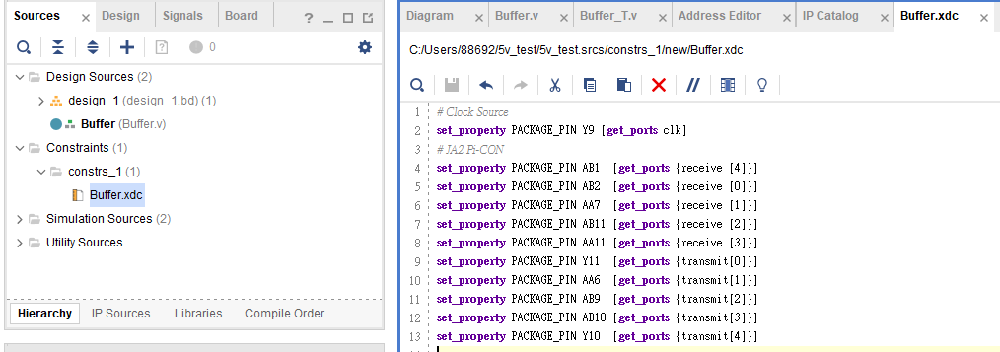 Sources
Design
Signals
Board
? _
0
Design Sources (2)
design_1 (design_1.bd) (1)
Buffer (Buffer.v)
Constraints (1)
constrs_1 (1)
Buffer.xdc
Simulation Sources (2)
Utility Sources
Hierarchy
IP Sources
Libraries
Compile Order
Diagram
Buffer.v
Buffer_T.v
Address Editor
IP Catalog
Buffer.xdc
C:/Users/88692/5v_test/5v_test.srcs/constrs_1/new/Buffer.xdc
1 # Clock Source
2 set_property PACKAGE_PIN Y9 [get_ports clk]
3 # JA2 Pi-CON
4 set_property PACKAGE_PIN AB1 [get_ports {receive [4]}]
5 set_property PACKAGE_PIN AB2 [get_ports {receive [0]}]
6 set_property PACKAGE_PIN AA7 [get_ports {receive [1]}]
7 set_property PACKAGE_PIN AB11 [get_ports {receive [2]}]
8 set_property PACKAGE_PIN AA11 [get_ports {receive [3]}]
9 set_property PACKAGE_PIN Y11 [get_ports {transmit[0]}]
10 set_property PACKAGE_PIN AA6 [get_ports {transmit[1]}]
11 set_property PACKAGE_PIN AB9 [get_ports {transmit[2]}]
12 set_property PACKAGE_PIN AB10 [get_ports {transmit[3]}]
13 set_property PACKAGE_PIN Y10 [get_ports {transmit[4]}]